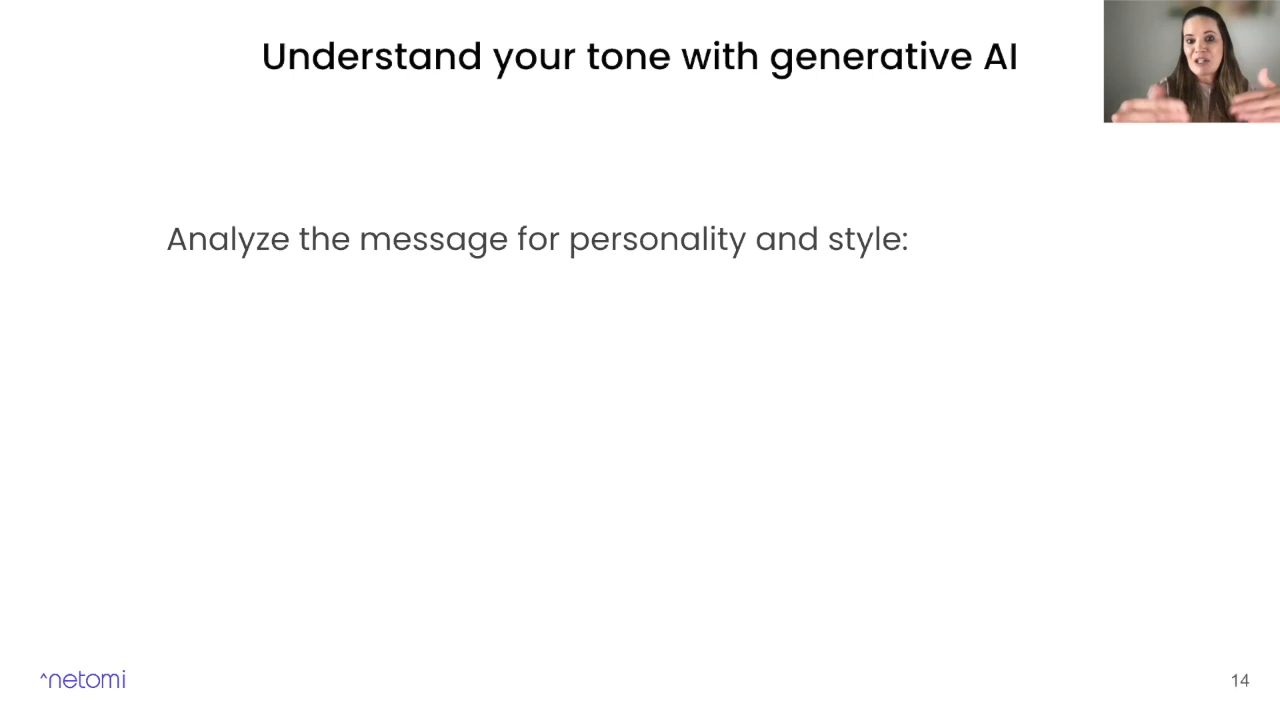 Understand your tone with generative AI
Analyze the message for personality and style:
^netomi
14